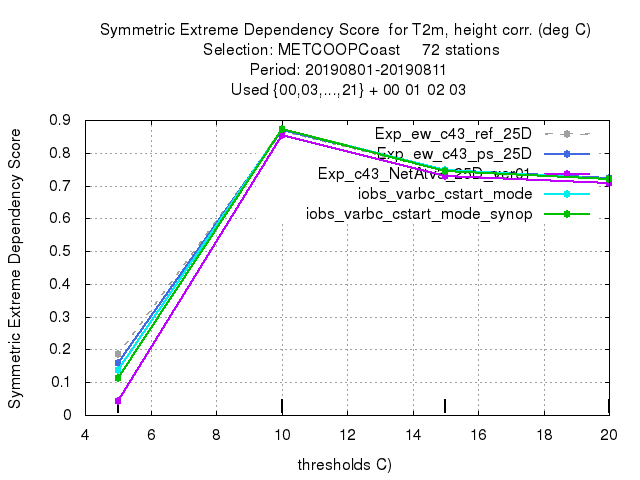 Symmetric Extreme Dependency Score  for T2m, height corr. (deg C)
Selection: METCOOPCoast     72 stations
Period: 20190801-20190811
Used {00,03,...,21} + 00 01 02 03
Symmetric Extreme Dependency Score
0.9
0.8
0.7
0.6
0.5
0.4
0.3
0.2
0.1
0
Exp_ew_c43_ref_25D
Exp_ew_c43_ps_25D
Exp_c43_NetAtvs_25D_ver01
iobs_varbc_cstart_mode
iobs_varbc_cstart_mode_synop
4 6 8 10 12 14 16 18 20
thresholds C)